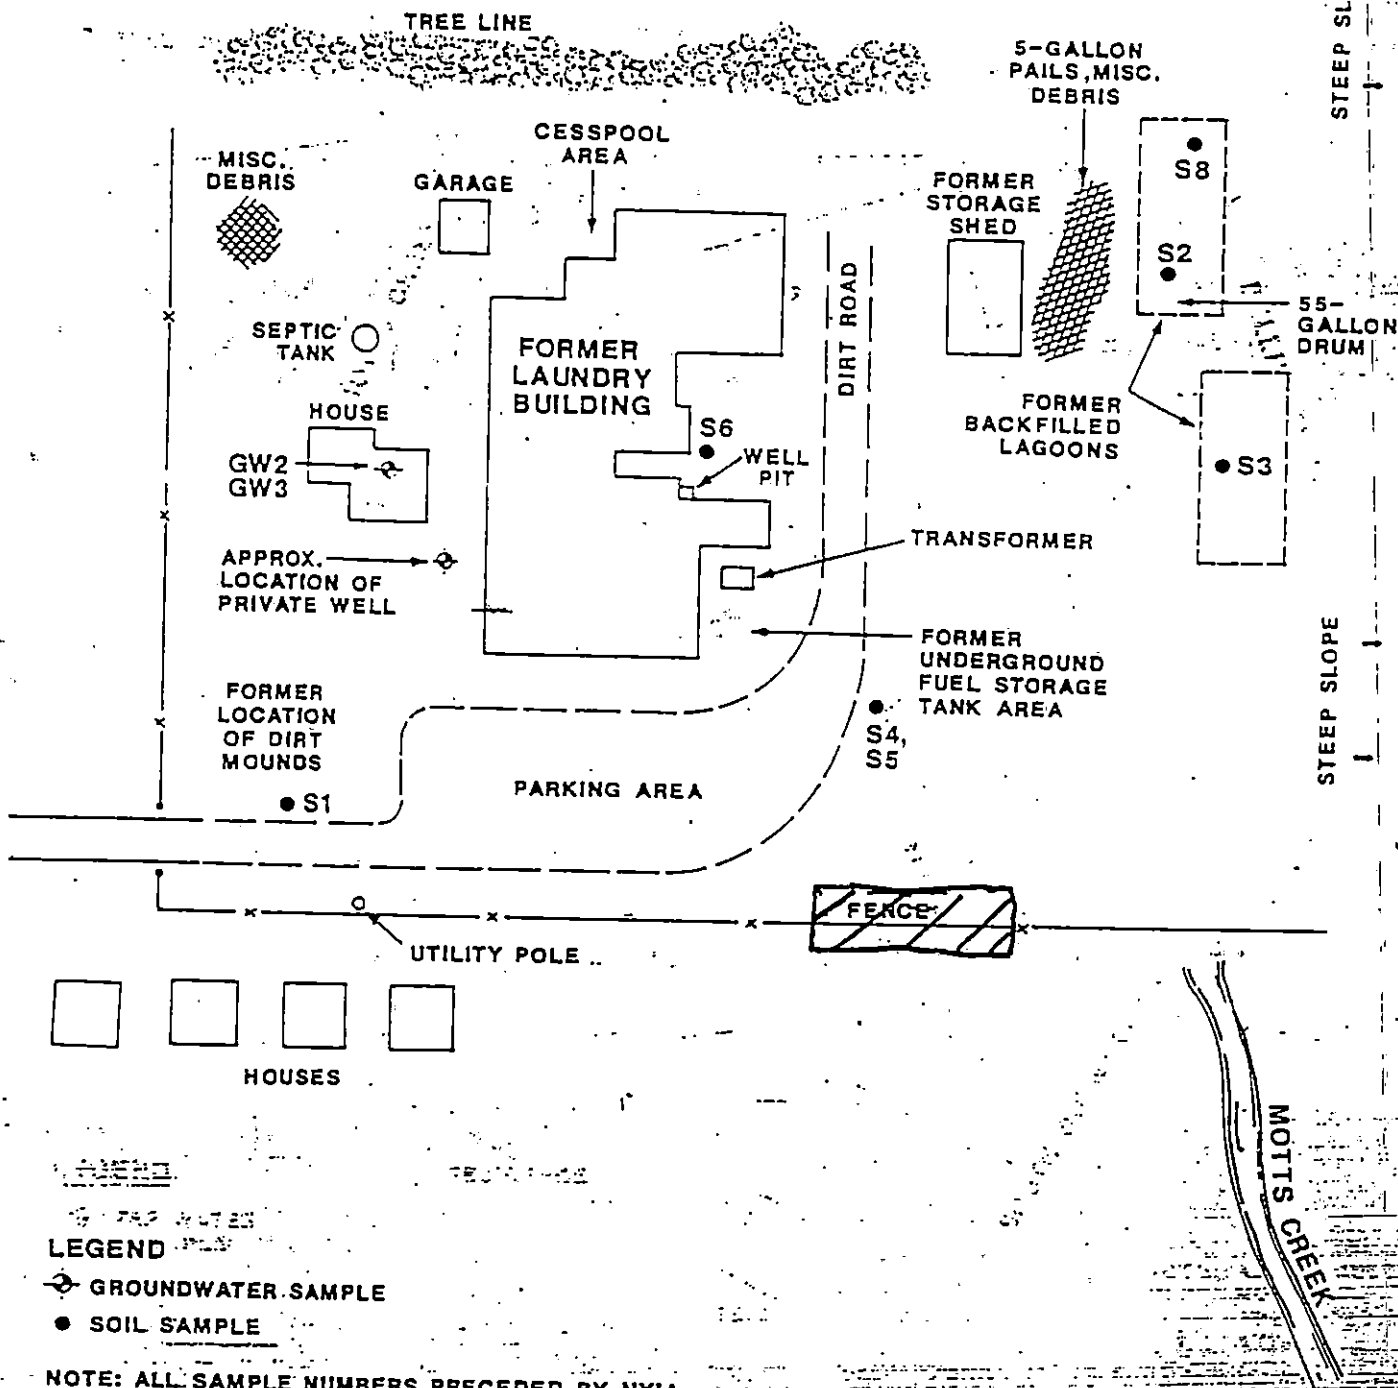 TREE LINE
5-GALLON
PAILS, MISC.
DEBRIS
STEEP
CESSPOOL
AREA
MISC.
DEBRIS
GARAGE
FORMER
STORAGE
SHED
S8
S2
55-
GALLON
DRUM
SEPTIC
TANK
FORMER
LAUNDRY
BUILDING
DIRT ROAD
HOUSE
FORMER
BACKFILLED
LAGOONS
S6
WELL
PIT
GW2
GW3
S3
APPROX.
LOCATION OF
PRIVATE WELL
TRANSFORMER
FORMER
UNDERGROUND
FUEL STORAGE
TANK AREA
STEEP SLOPE
FORMER
LOCATION
OF DIRT
MOUNDS
S4,
S5
S1
PARKING AREA
FENCE
UTILITY POLE
HOUSES
MOTTS CREEK
LEGEND
GROUNDWATER SAMPLE
SOIL SAMPLE
NOTE: ALL SAMPLE NUMBERS PRECEDED BY